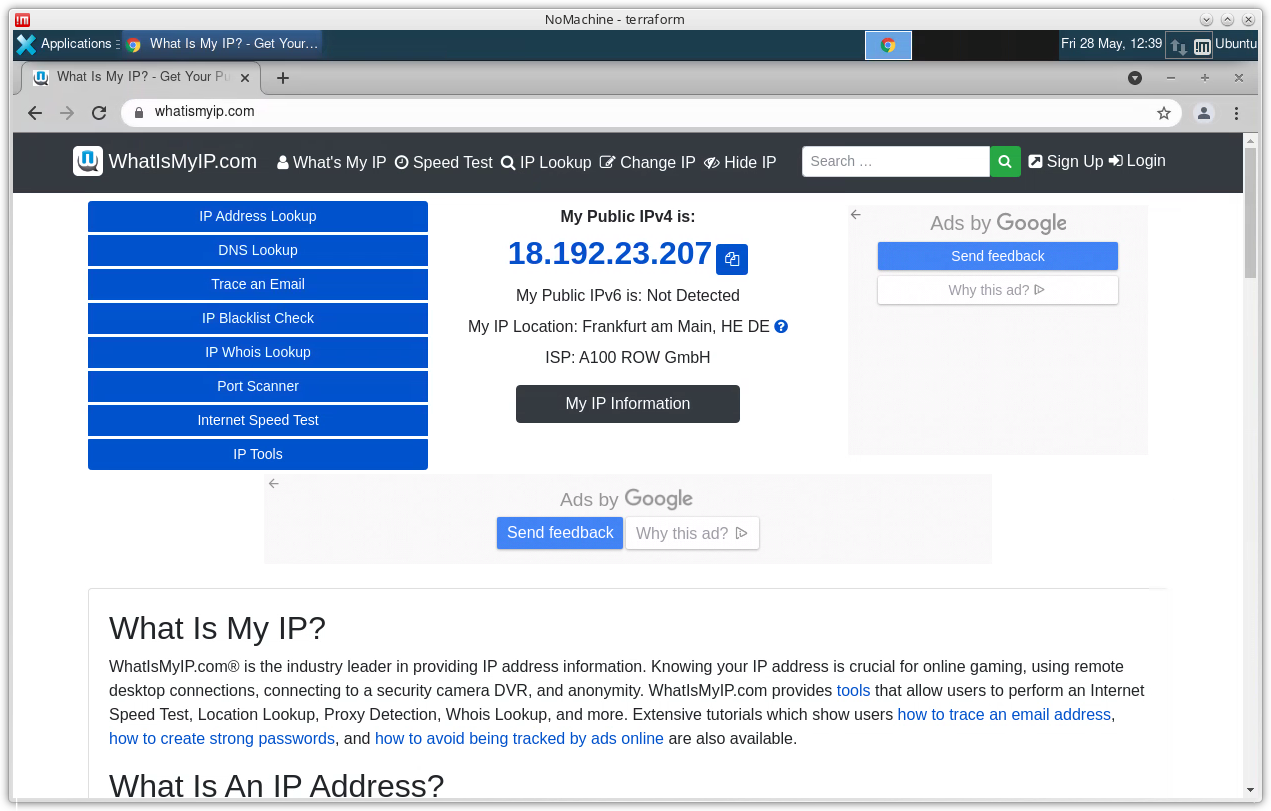 NoMachine - terraform
Applications
What Is My IP? - Get Your…
Fri 28 May, 12:39
Ubuntu
What Is My IP? - Get Your Pu
whatismyip.com
WhatIsMyIP.com
What's My IP
Speed Test
IP Lookup
Change IP
Hide IP
Search …
Sign Up
Login
IP Address Lookup
DNS Lookup
Trace an Email
IP Blacklist Check
IP Whois Lookup
Port Scanner
Internet Speed Test
IP Tools
My Public IPv4 is:
18.192.23.207
My Public IPv6 is: Not Detected
My IP Location: Frankfurt am Main, HE DE
ISP: A100 ROW GmbH
My IP Information
Ads by Google
Send feedback
Why this ad?
Ads by Google
Send feedback
Why this ad?
What Is My IP?
WhatIsMyIP.com® is the industry leader in providing IP address information. Knowing your IP address is crucial for online gaming, using remote
desktop connections, connecting to a security camera DVR, and anonymity. WhatIsMyIP.com provides tools that allow users to perform an Internet
Speed Test, Location Lookup, Proxy Detection, Whois Lookup, and more. Extensive tutorials which show users how to trace an email address,
how to create strong passwords, and how to avoid being tracked by ads online are also available.
What Is An IP Address?